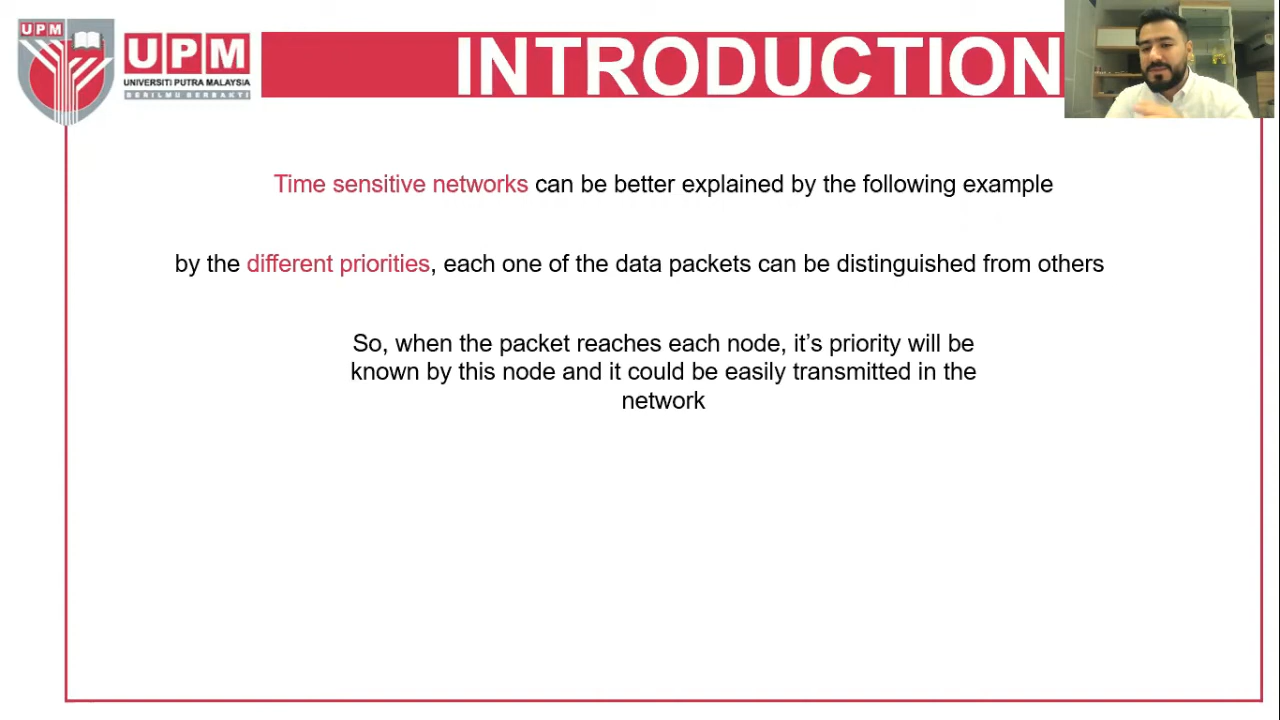 UPM
UPM
UNIVERSITI PUTRA MALAYSIA
BERILMU BERBAKTI
INTRODUCTION
Time sensitive networks can be better explained by the following example
by the different priorities, each one of the data packets can be distinguished from others
So, when the packet reaches each node, it’s priority will be
known by this node and it could be easily transmitted in the
network